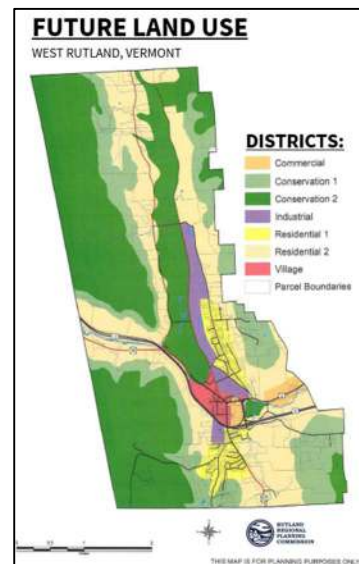 FUTURE LAND USE
WEST RUTLAND, VERMONT
DISTRICTS:
Commercial
Conservation 1
Conservation 2
Industrial
Residential 1
Residential 2
Village
Parcel Boundaries
RUTLAND
REGIONAL
PLANNING
COMMISSION
THIS MAP IS FOR PLANNING PURPOSES ONLY